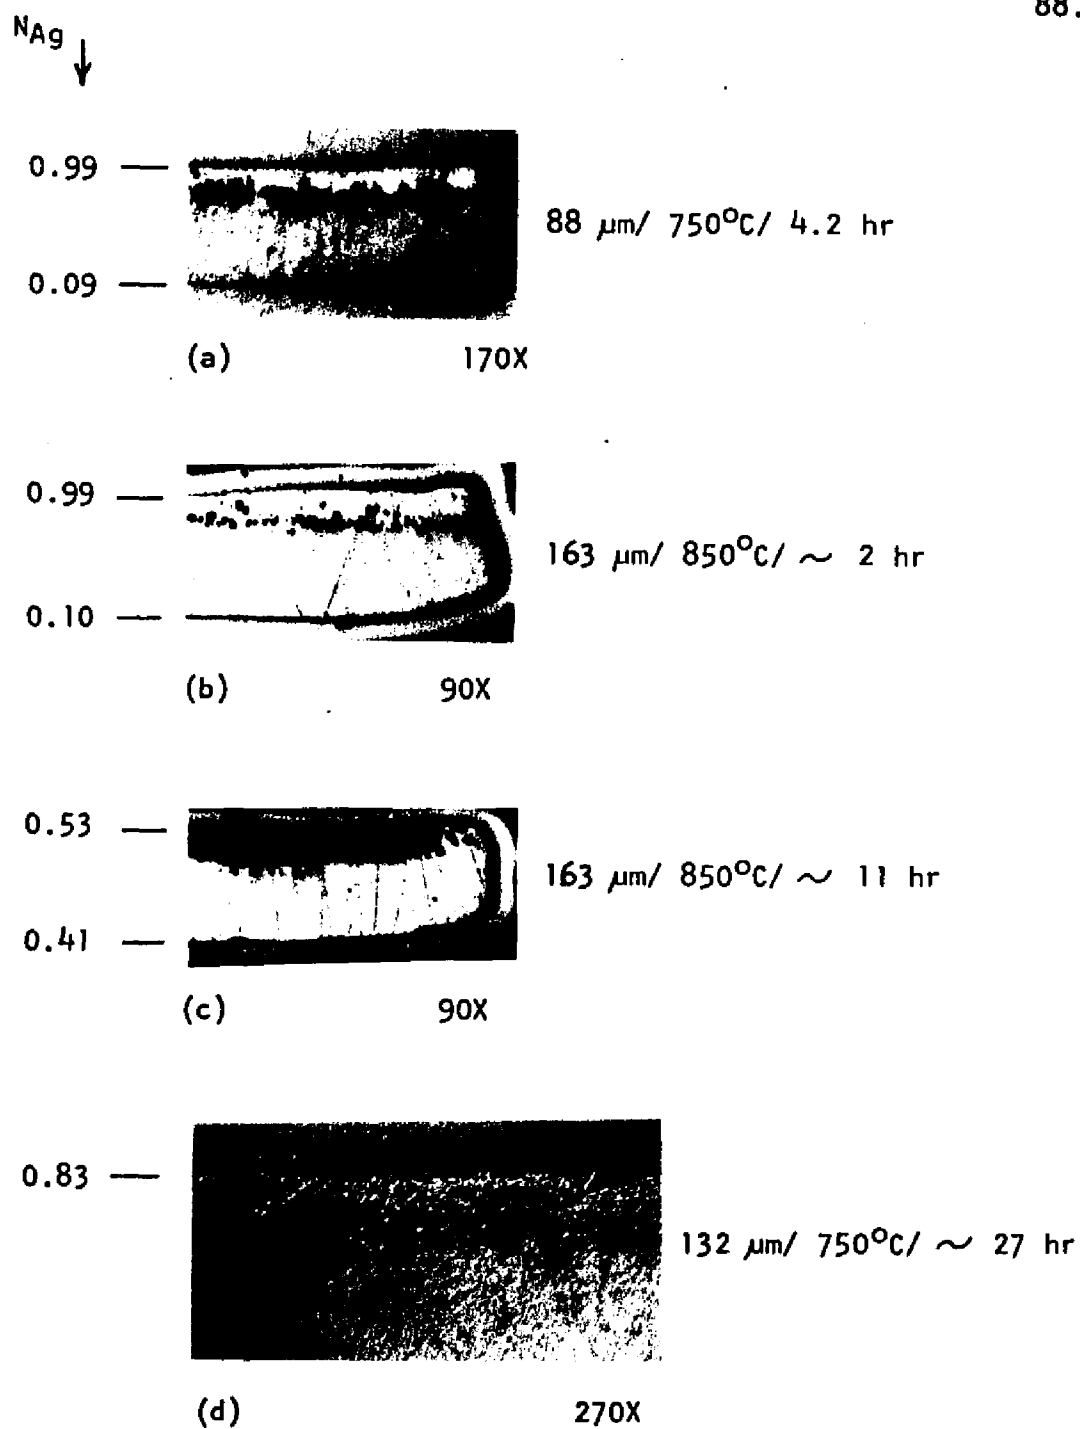 88.
NAg
↓
0.99 —
0.09 —
88 μm/ 750°C/ 4.2 hr
(a) 170X
0.99 —
0.10 —
163 μm/ 850°C/ ~ 2 hr
(b) 90X
0.53 —
0.41 —
163 μm/ 850°C/ ~ 11 hr
(c) 90X
0.83 —
132 μm/ 750°C/ ~ 27 hr
(d) 270X